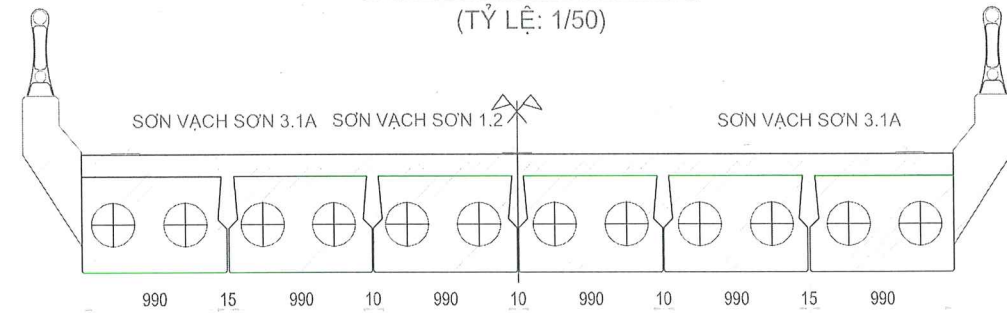 (TỶ LỆ: 1/50)
SƠN VẠCH SƠN 3.1A SƠN VẠCH SƠN 1.2 SƠN VẠCH SƠN 3.1A
990 15 990 10 990 10 990 10 990 15 990